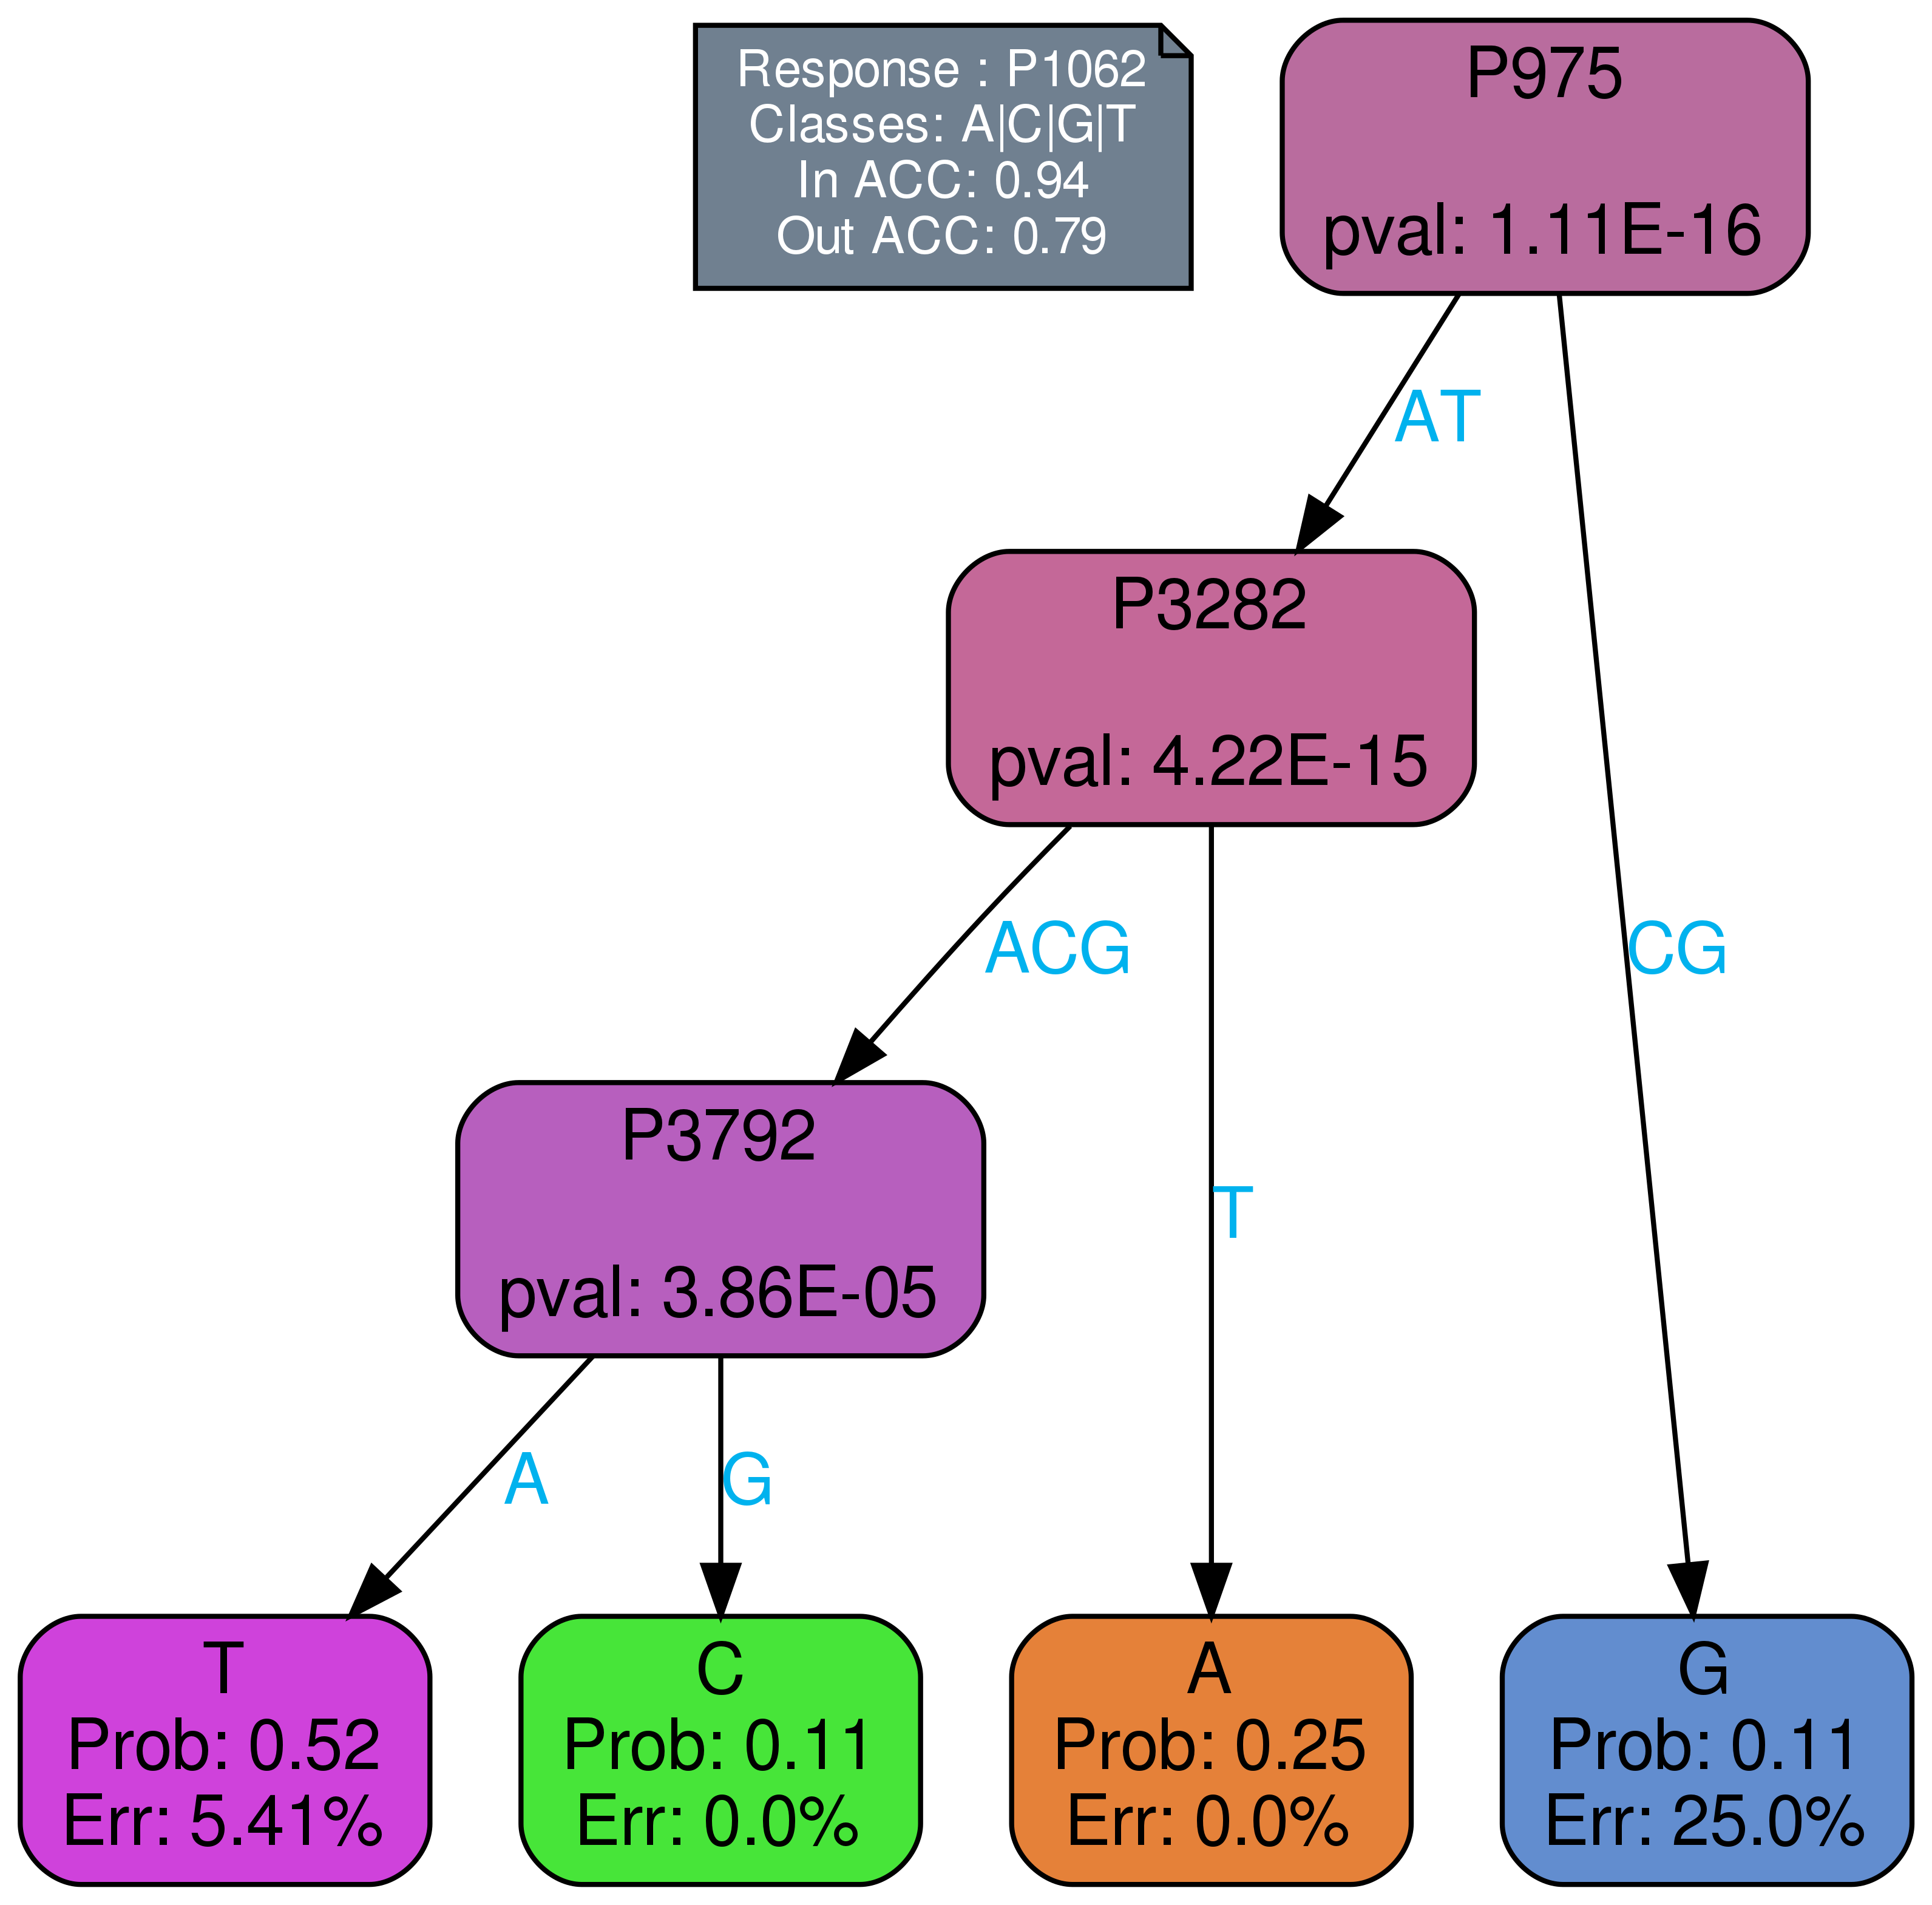 Response : P1062
Classes: A|C|G|T
In ACC: 0.94
Out ACC: 0.79
P975
pval: 1.11E-16
AT
P3282
pval: 4.22E-15
ACG
CG
P3792
pval: 3.86E-05
T
A
G
T
Prob: 0.52
Err: 5.41%
C
Prob: 0.11
Err: 0.0%
A
Prob: 0.25
Err: 0.0%
G
Prob: 0.11
Err: 25.0%